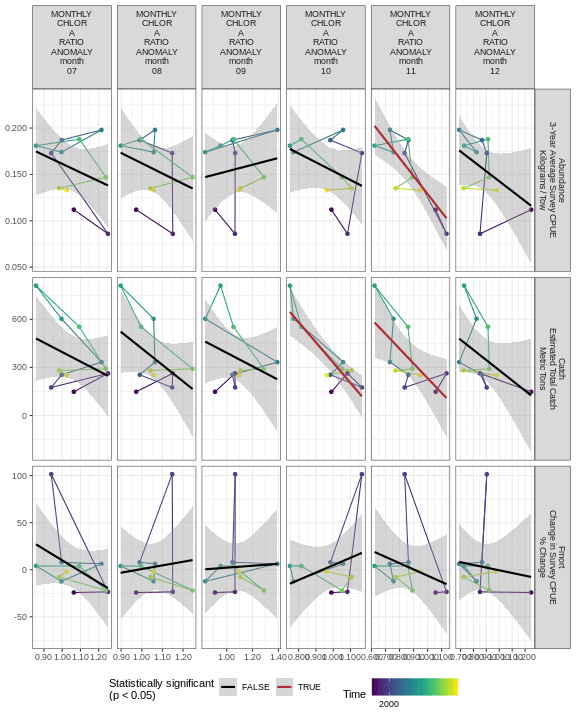 MONTHLY
CHLOR
A
RATIO
ANOMALY
month
07
MONTHLY
CHLOR
A
RATIO
ANOMALY
month
08
MONTHLY
CHLOR
A
RATIO
ANOMALY
month
09
MONTHLY
CHLOR
A
RATIO
ANOMALY
month
10
MONTHLY
CHLOR
A
RATIO
ANOMALY
month
11
MONTHLY
CHLOR
A
RATIO
ANOMALY
month
12
0.200
0.150
0.100
0.050
Abundance
3-Year Average Survey CPUE
Kilograms/Tow
600
300
0
Catch
Estimated Total Catch
Metric Tons
100
50
0
-50
Fmort
Change in Survey CPUE
% Change
0.90 1.00 1.10 1.20
0.90 1.00 1.10 1.20
1.00 1.20 1.40
Statistically significant
(p < 0.05)
FALSE
TRUE
Time
2000